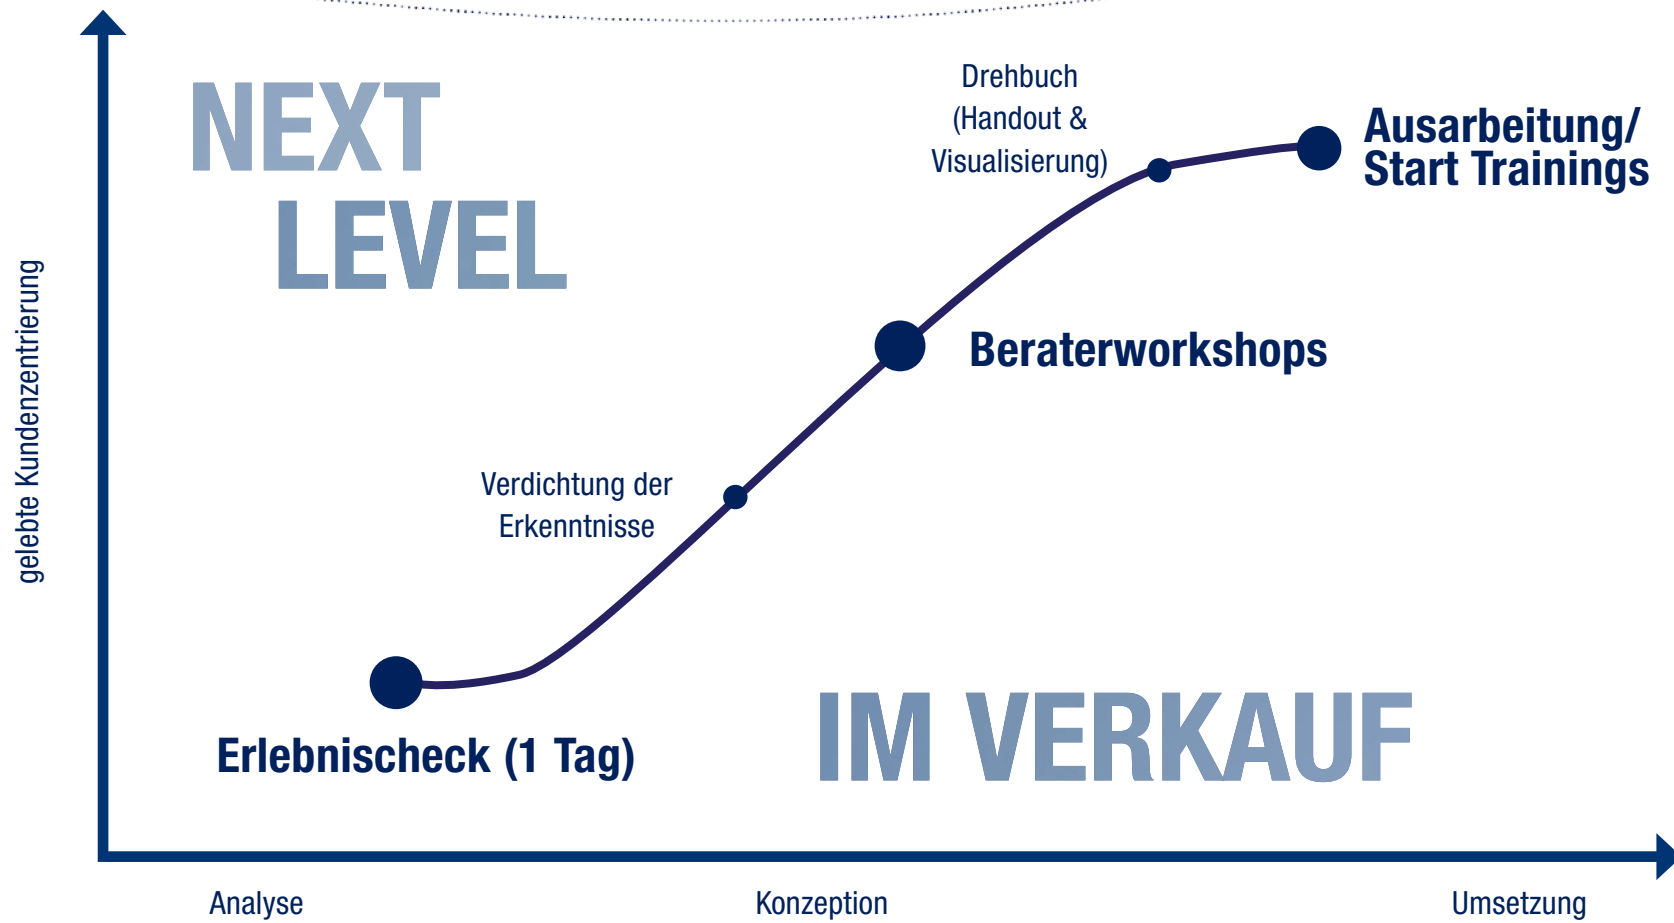 NEXT
LEVEL
Drehbuch
(Handout &
Visualisierung)
Ausarbeitung/
Start Trainings
Beraterworkshops
gelebte Kundenzentrierung
Verdichtung der
Erkenntnisse
Erlebnischeck (1 Tag)
IM VERKAUF
Analyse
Konzeption
Umsetzung